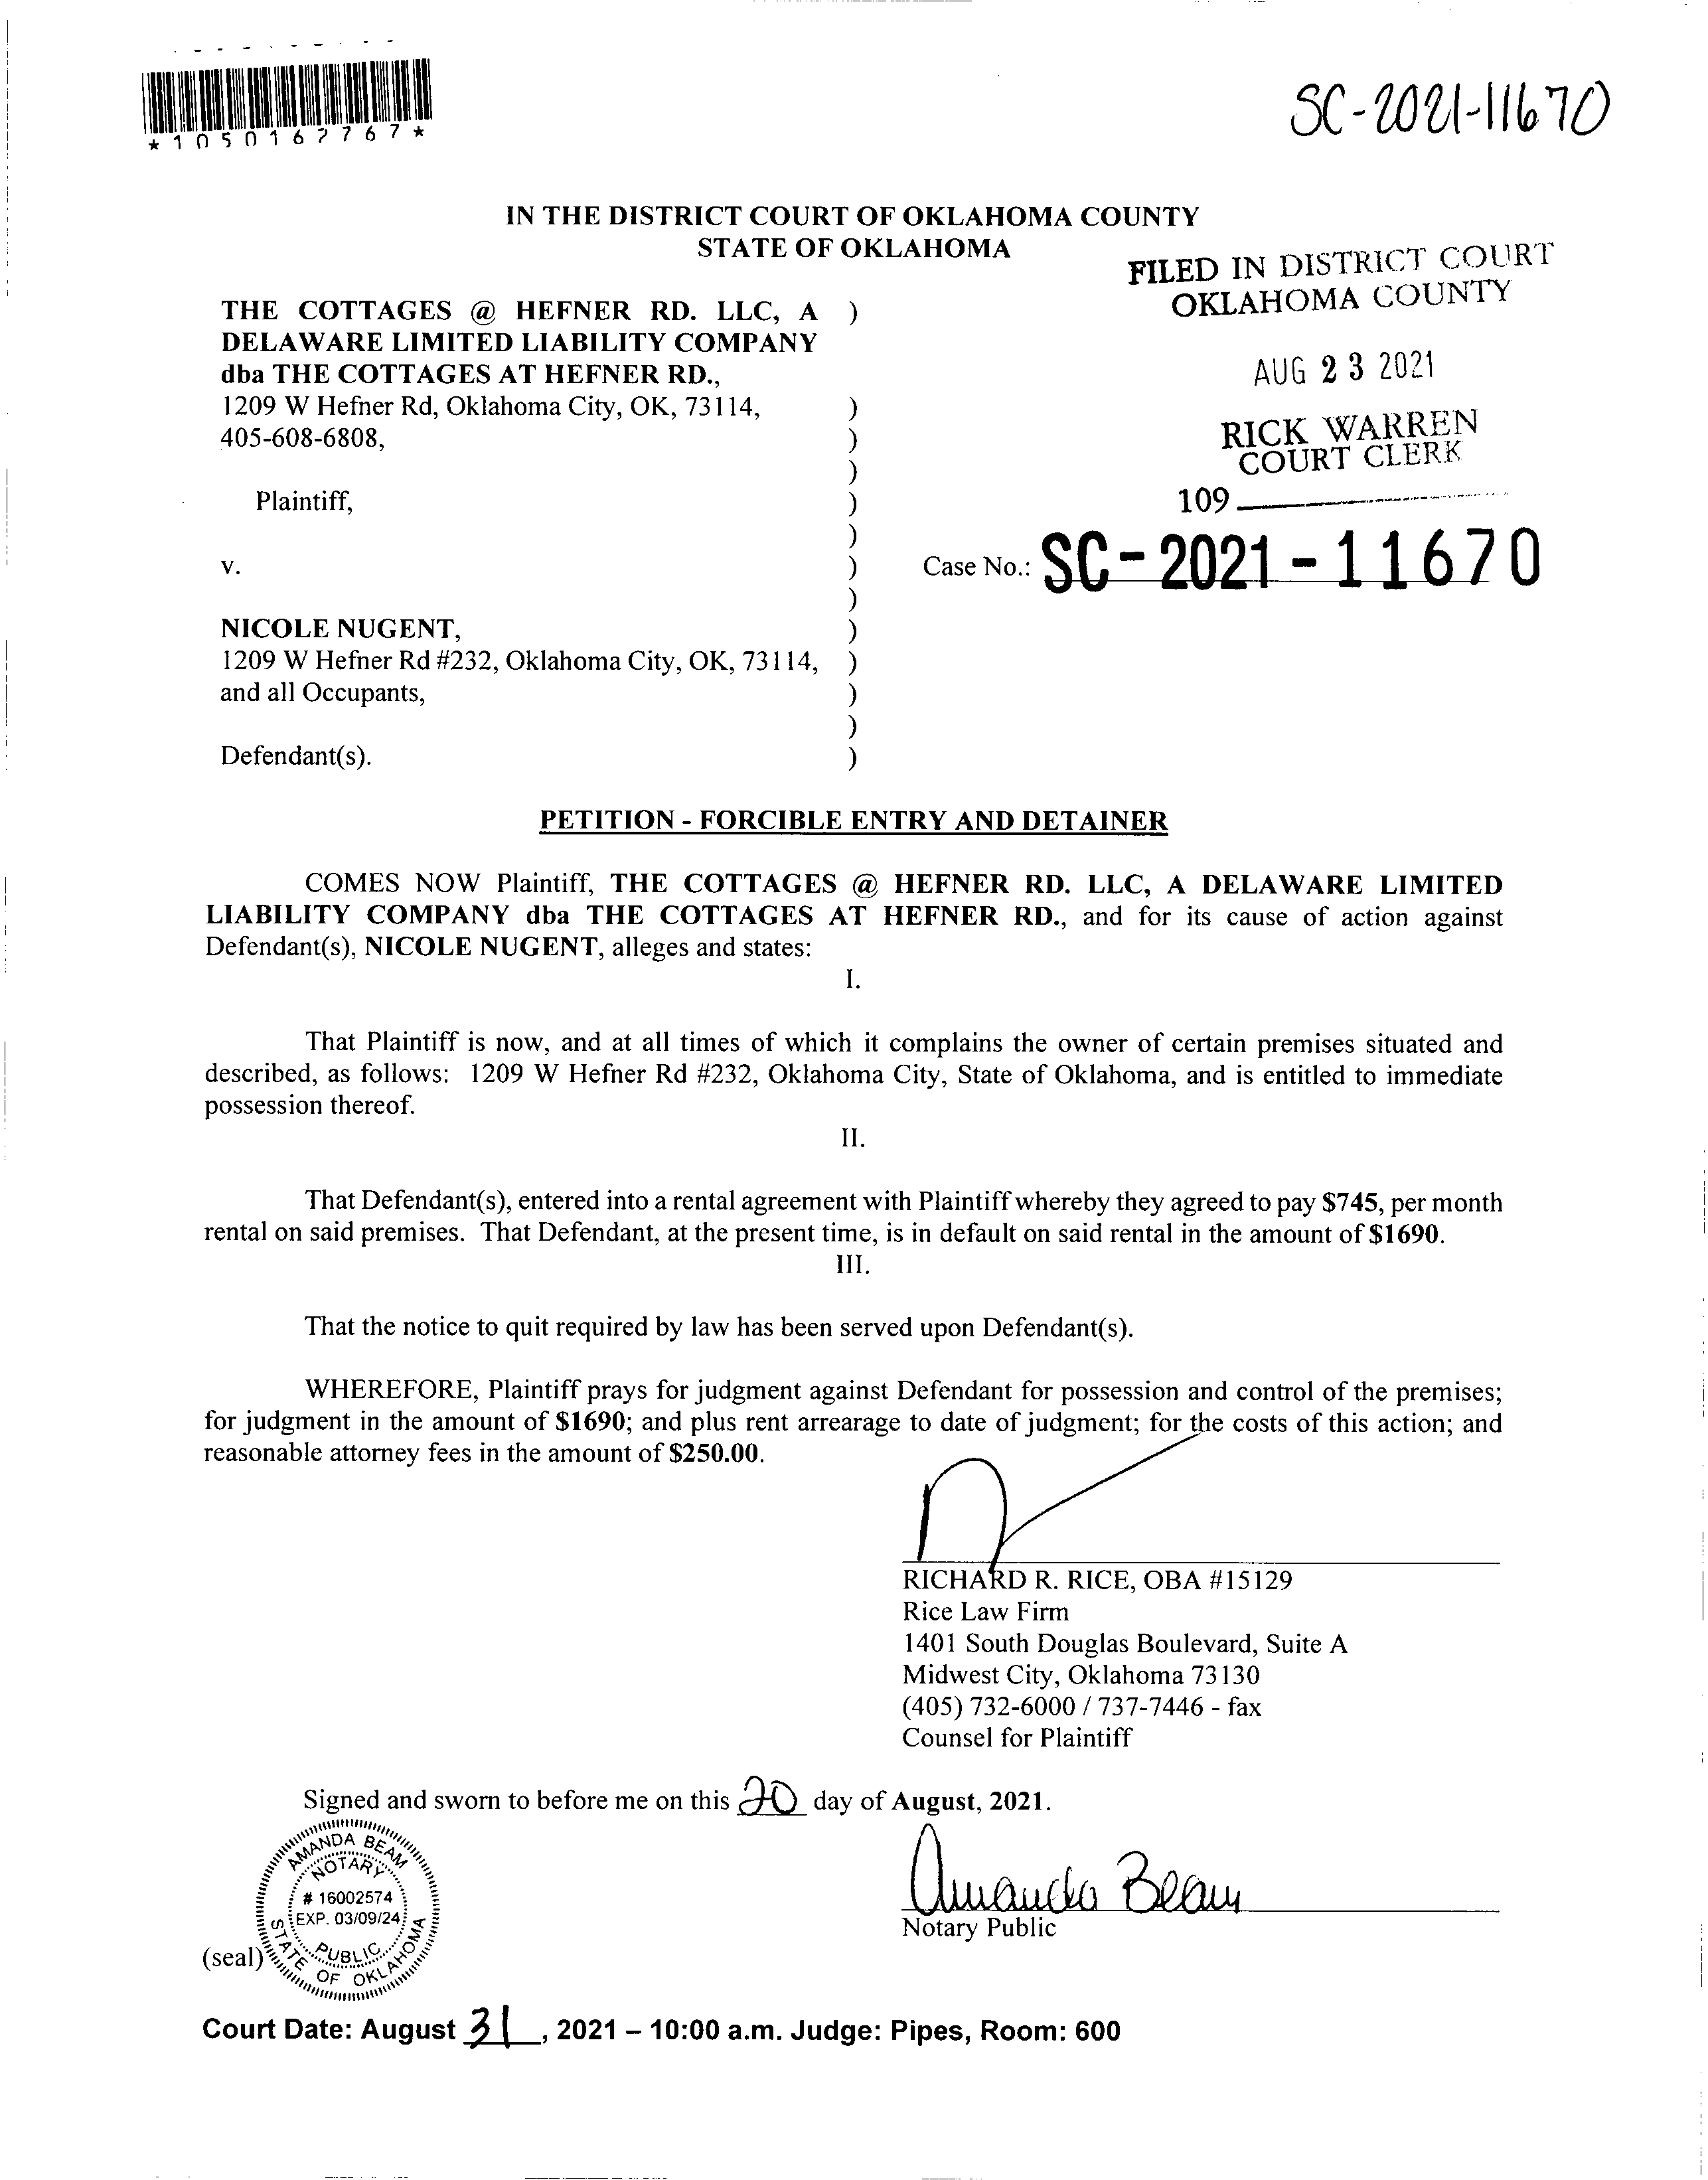 *1050167767*
SC-2021-11670
IN THE DISTRICT COURT OF OKLAHOMA COUNTY
STATE OF OKLAHOMA
FILED IN DISTRICT COURT
OKLAHOMA COUNTY
AUG 23 2021
RICK WARREN
COURT CLERK
109
THE COTTAGES @ HEFNER RD. LLC, A )
DELAWARE LIMITED LIABILITY COMPANY
dba THE COTTAGES AT HEFNER RD.,
1209 W Hefner Rd, Oklahoma City, OK, 73114, )
405-608-6808, )
)
Plaintiff, )
)
v. ) Case No.: SC-2021-11670
)
NICOLE NUGENT, )
1209 W Hefner Rd #232, Oklahoma City, OK, 73114, )
and all Occupants, )
)
Defendant(s). )
PETITION - FORCIBLE ENTRY AND DETAINER
COMES NOW Plaintiff, THE COTTAGES @ HEFNER RD. LLC, A DELAWARE LIMITED
LIABILITY COMPANY dba THE COTTAGES AT HEFNER RD., and for its cause of action against
Defendant(s), NICOLE NUGENT, alleges and states:
I.
That Plaintiff is now, and at all times of which it complains the owner of certain premises situated and
described, as follows: 1209 W Hefner Rd #232, Oklahoma City, State of Oklahoma, and is entitled to immediate
possession thereof.
II.
That Defendant(s), entered into a rental agreement with Plaintiff whereby they agreed to pay $745, per month
rental on said premises. That Defendant, at the present time, is in default on said rental in the amount of $1690.
III.
That the notice to quit required by law has been served upon Defendant(s).
WHEREFORE, Plaintiff prays for judgment against Defendant for possession and control of the premises;
for judgment in the amount of $1690; and plus rent arrearage to date of judgment; for the costs of this action; and
reasonable attorney fees in the amount of $250.00.
RICHARD R. RICE, OBA #15129
Rice Law Firm
1401 South Douglas Boulevard, Suite A
Midwest City, Oklahoma 73130
(405) 732-6000 / 737-7446 - fax
Counsel for Plaintiff
Signed and sworn to before me on this 20 day of August, 2021.
Amanda Beam
Notary Public
AMANDA BEAM
NOTARY
# 16002574
EXP. 03/09/24
PUBLIC
STATE OF OKLAHOMA
(seal)
Court Date: August 31, 2021 – 10:00 a.m. Judge: Pipes, Room: 600